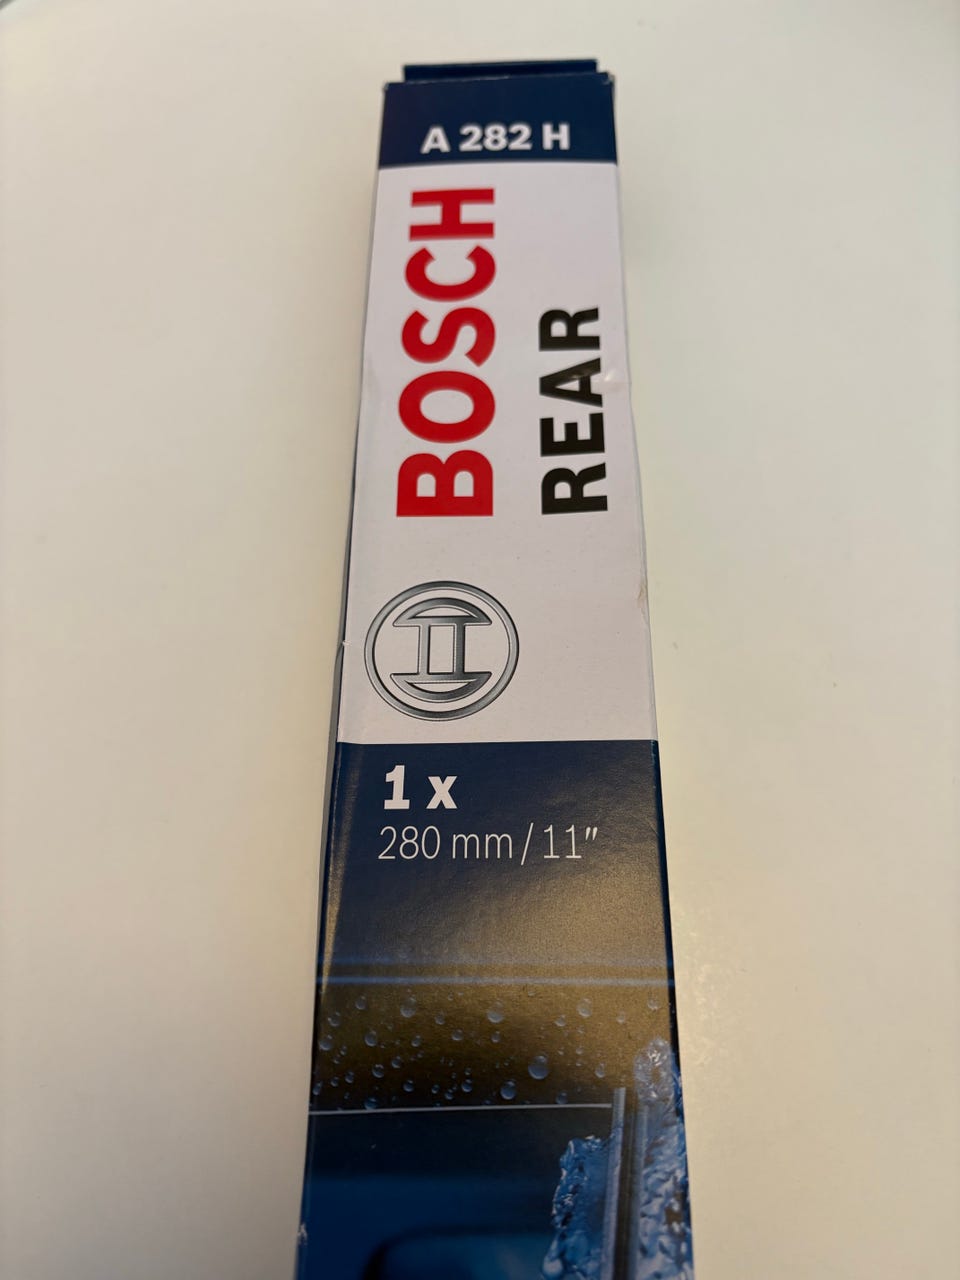 A 282 H
BOSCH
REAR
1 x
280 mm / 11"